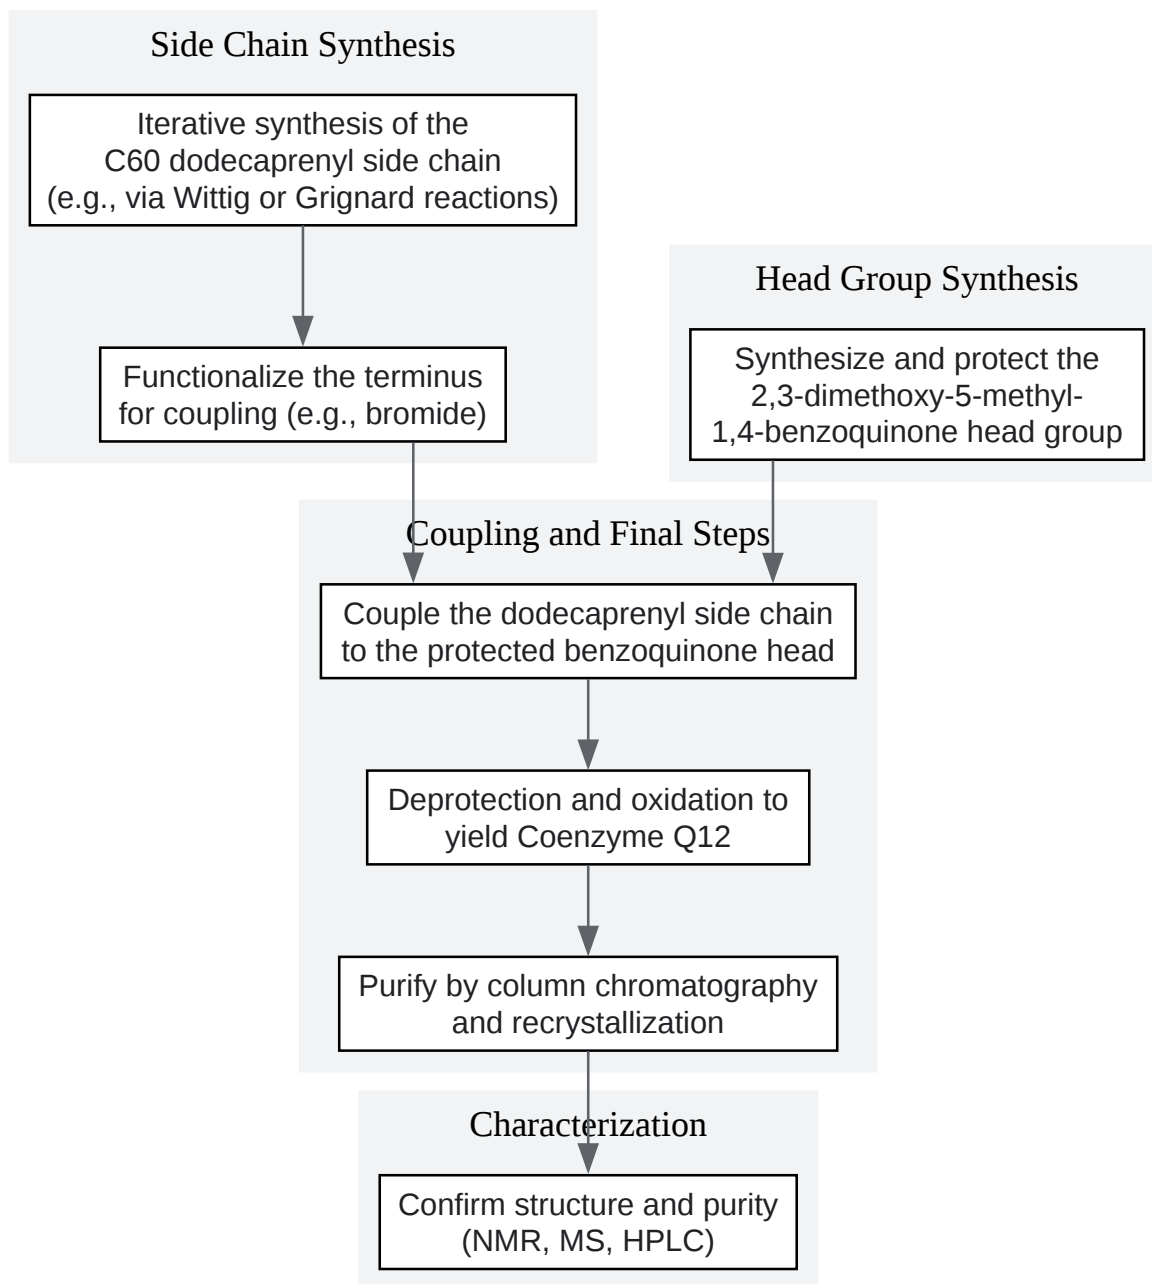 Side Chain Synthesis
Iterative synthesis of the
C60 dodecaprenyl side chain
(e.g., via Wittig or Grignard reactions)
Functionalize the terminus
for coupling (e.g., bromide)
Head Group Synthesis
Synthesize and protect the
2,3-dimethoxy-5-methyl-
1,4-benzoquinone head group
Coupling and Final Steps
Couple the dodecaprenyl side chain
to the protected benzoquinone head
Deprotection and oxidation to
yield Coenzyme Q12
Purify by column chromatography
and recrystallization
Characterization
Confirm structure and purity
(NMR, MS, HPLC)